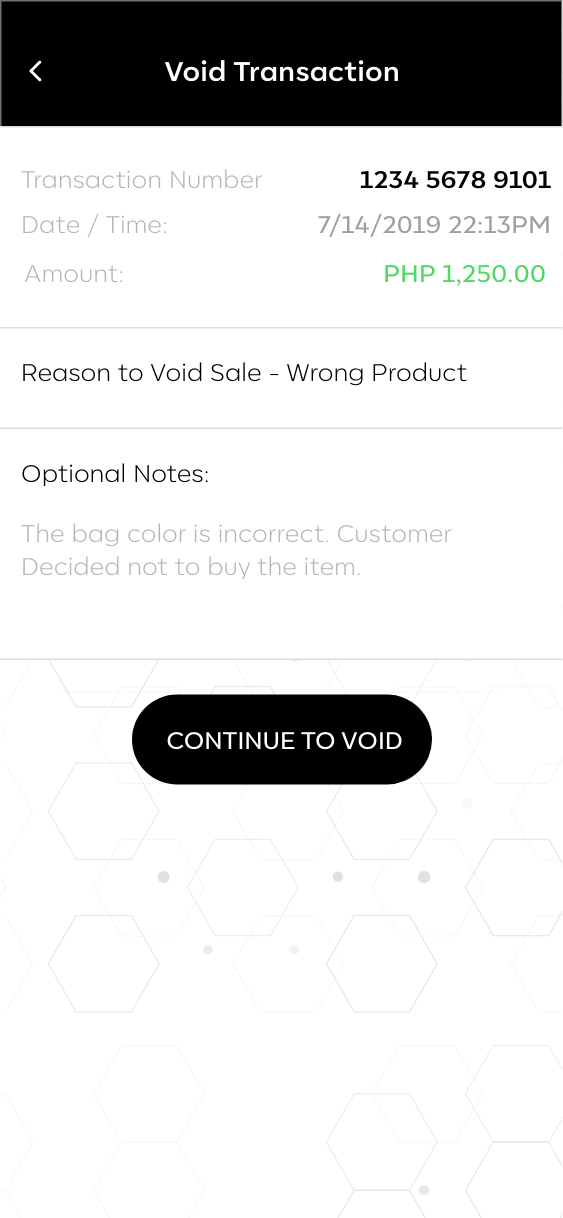 Void Transaction
Transaction Number 1234 5678 9101
Date / Time: 7/14/2019 22:13PM
Amount: PHP 1,250.00
Reason to Void Sale - Wrong Product
Optional Notes:
The bag color is incorrect. Customer
Decided not to buy the item.
CONTINUE TO VOID